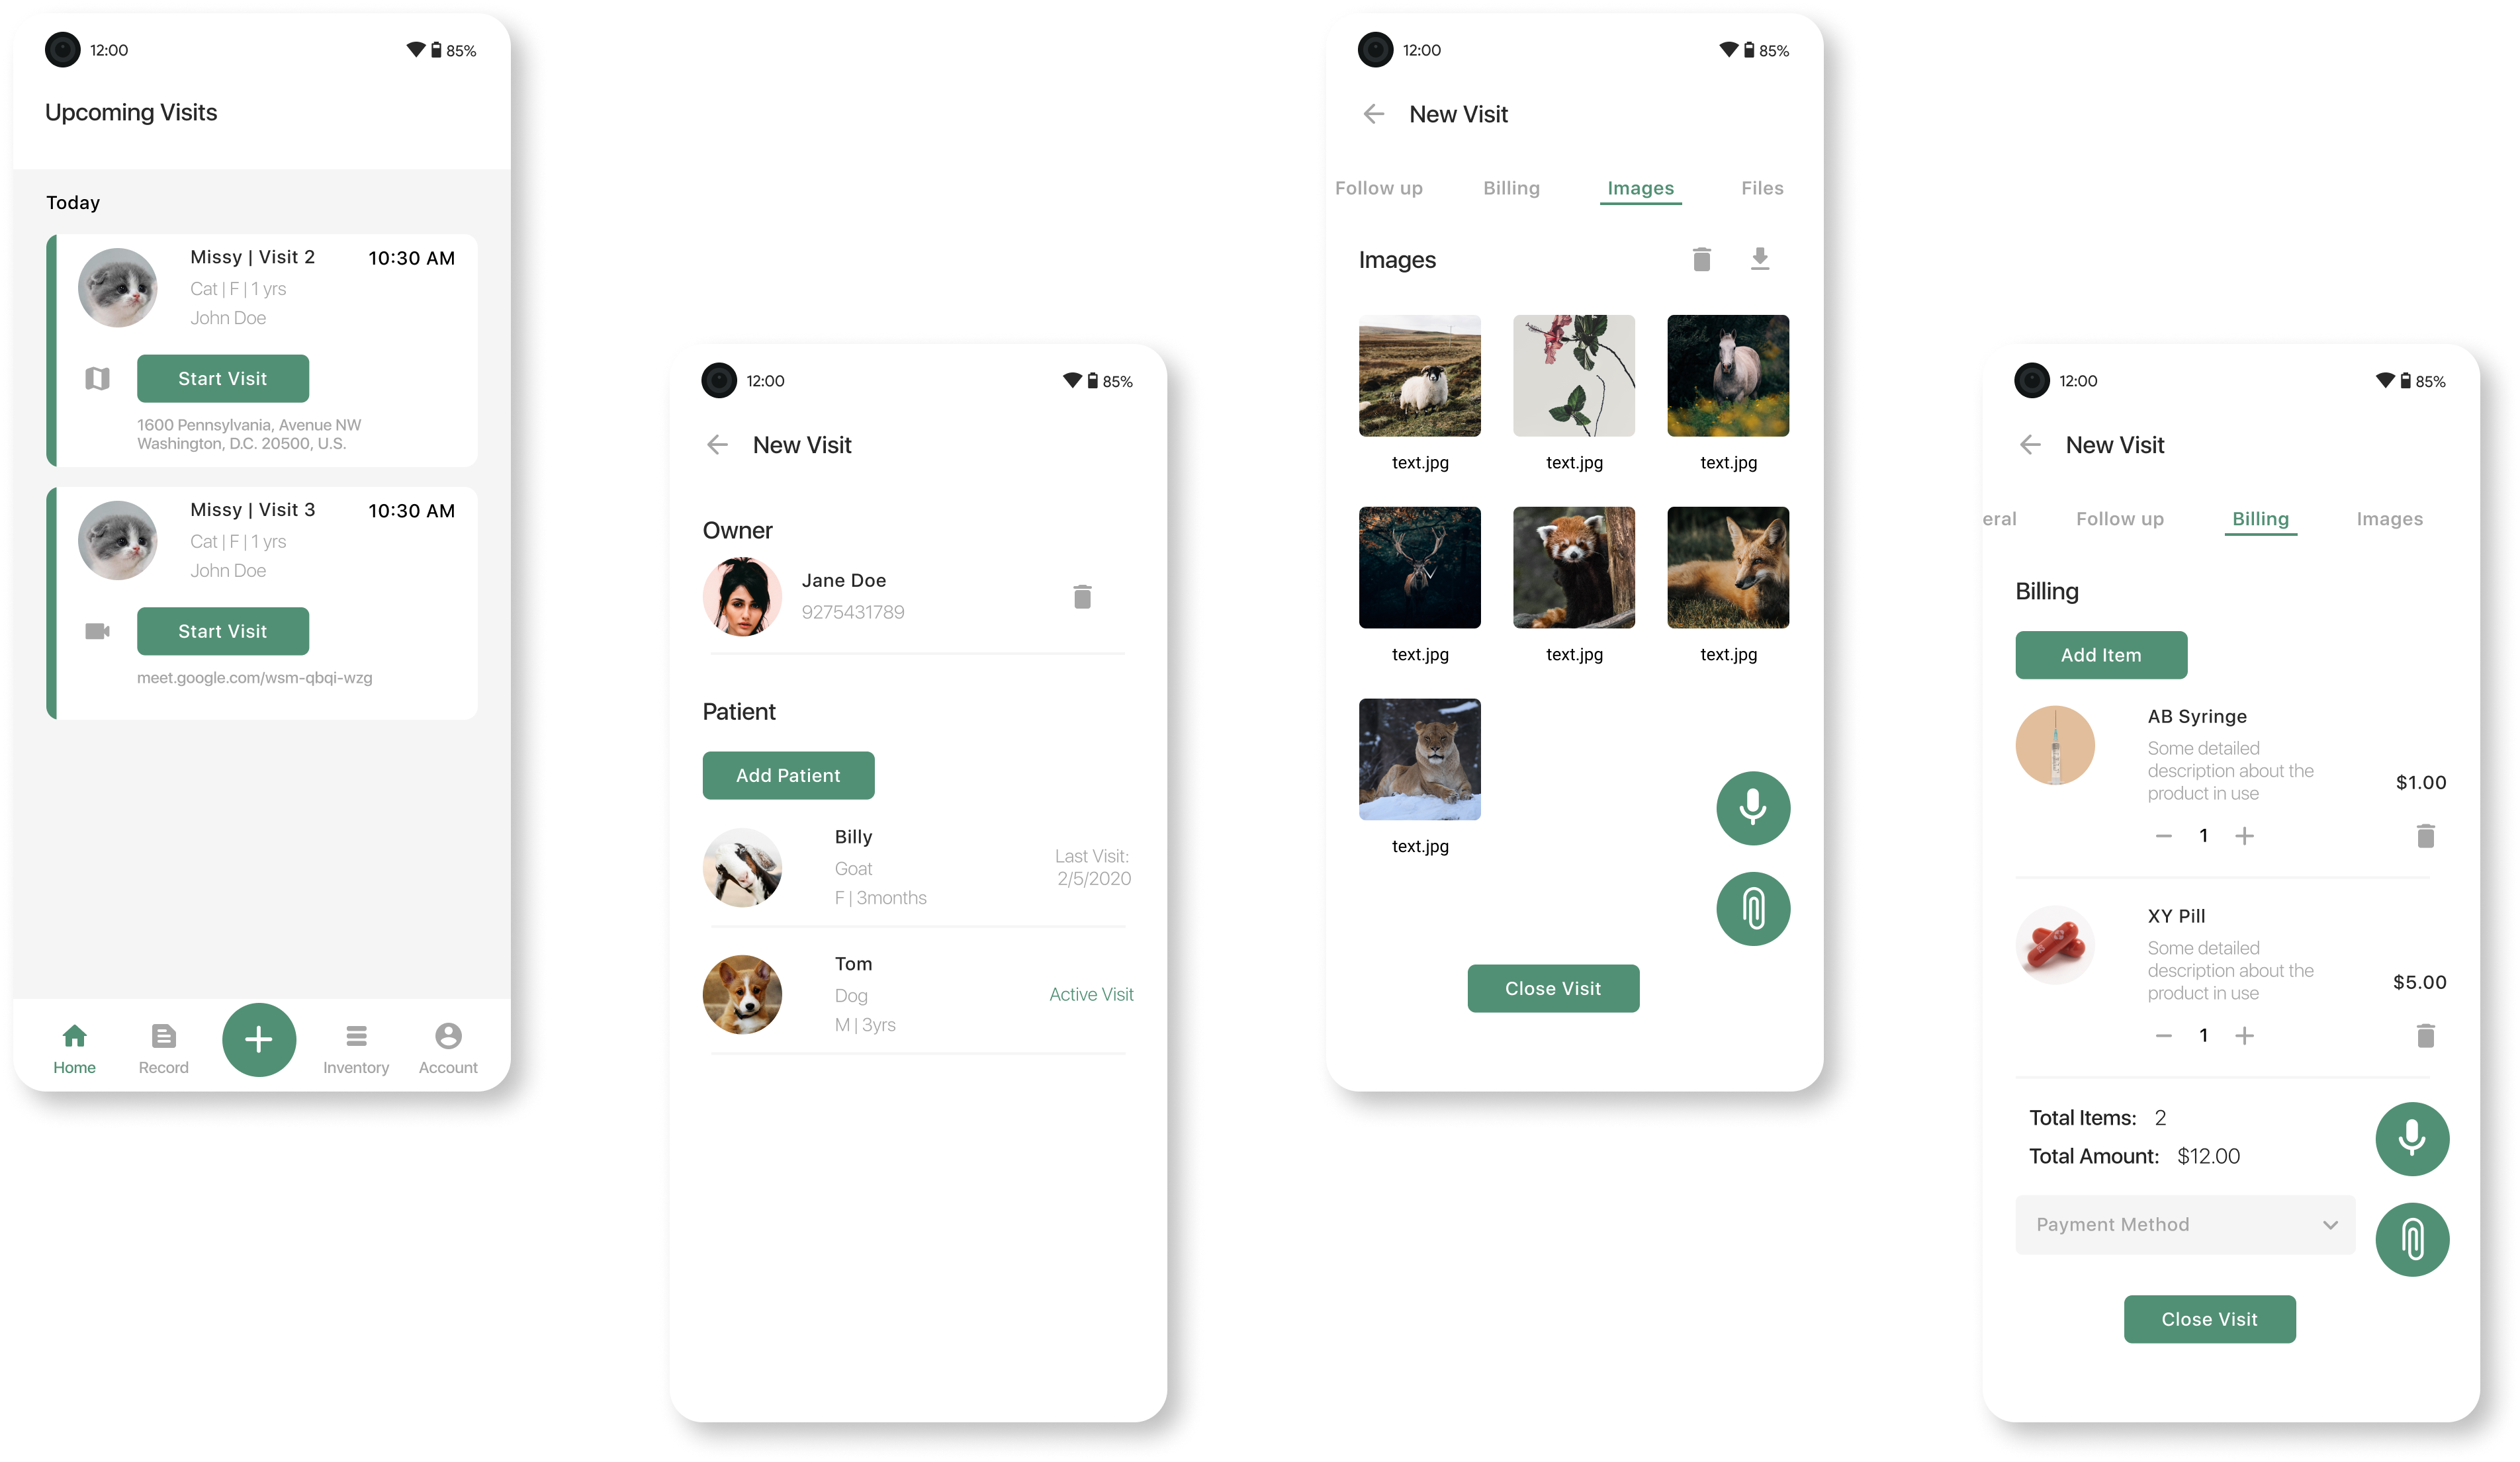 12:00
85%
Upcoming Visits
Today
Missy | Visit 2
10:30 AM
Cat | F | 1 yrs
John Doe
Start Visit
1600 Pennsylvania, Avenue NW
Washington, D.C. 20500, U.S.
Missy | Visit 3
10:30 AM
Cat | F | 1 yrs
John Doe
Start Visit
meet.google.com/wsm-qbqi-wzg
Home
Record
Inventory
Account
12:00
85%
New Visit
Owner
Jane Doe
9275431789
Patient
Add Patient
Billy
Goat
F | 3months
Last Visit:
2/5/2020
Tom
Dog
M | 3yrs
Active Visit
12:00
85%
New Visit
Follow up
Billing
Images
Files
Images
text.jpg
text.jpg
text.jpg
text.jpg
text.jpg
text.jpg
text.jpg
Close Visit
12:00
85%
New Visit
eral
Follow up
Billing
Images
Billing
Add Item
AB Syringe
Some detailed
description about the
product in use
$1.00
1
XY Pill
Some detailed
description about the
product in use
$5.00
1
Total Items: 2
Total Amount: $12.00
Payment Method
Close Visit